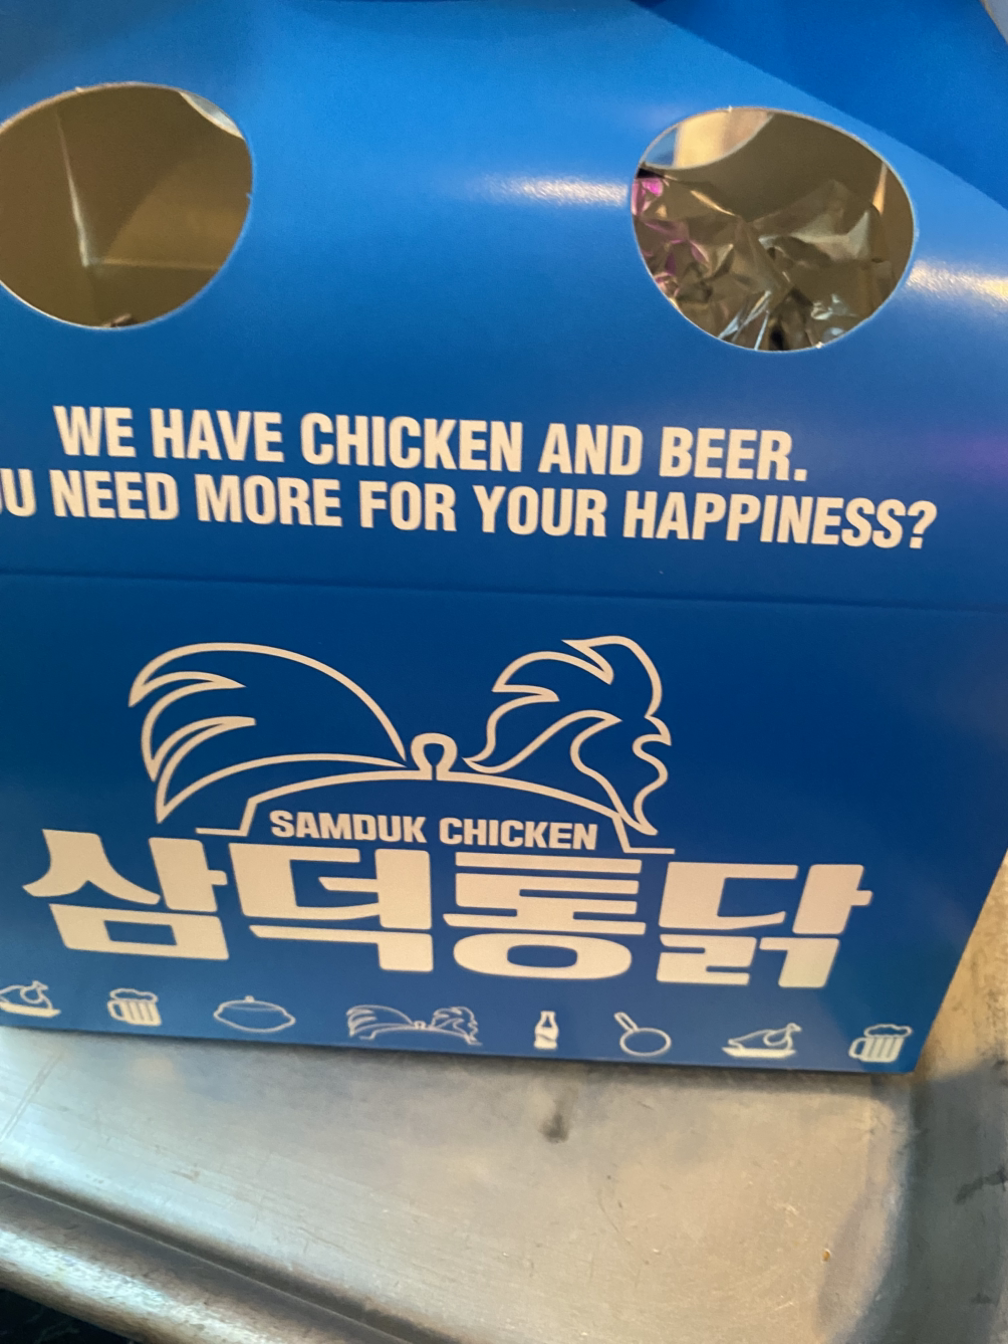 WE HAVE CHICKEN AND BEER.
NEED MORE FOR YOUR HAPPINESS?
SAMDUK CHICKEN
삼덕통닭